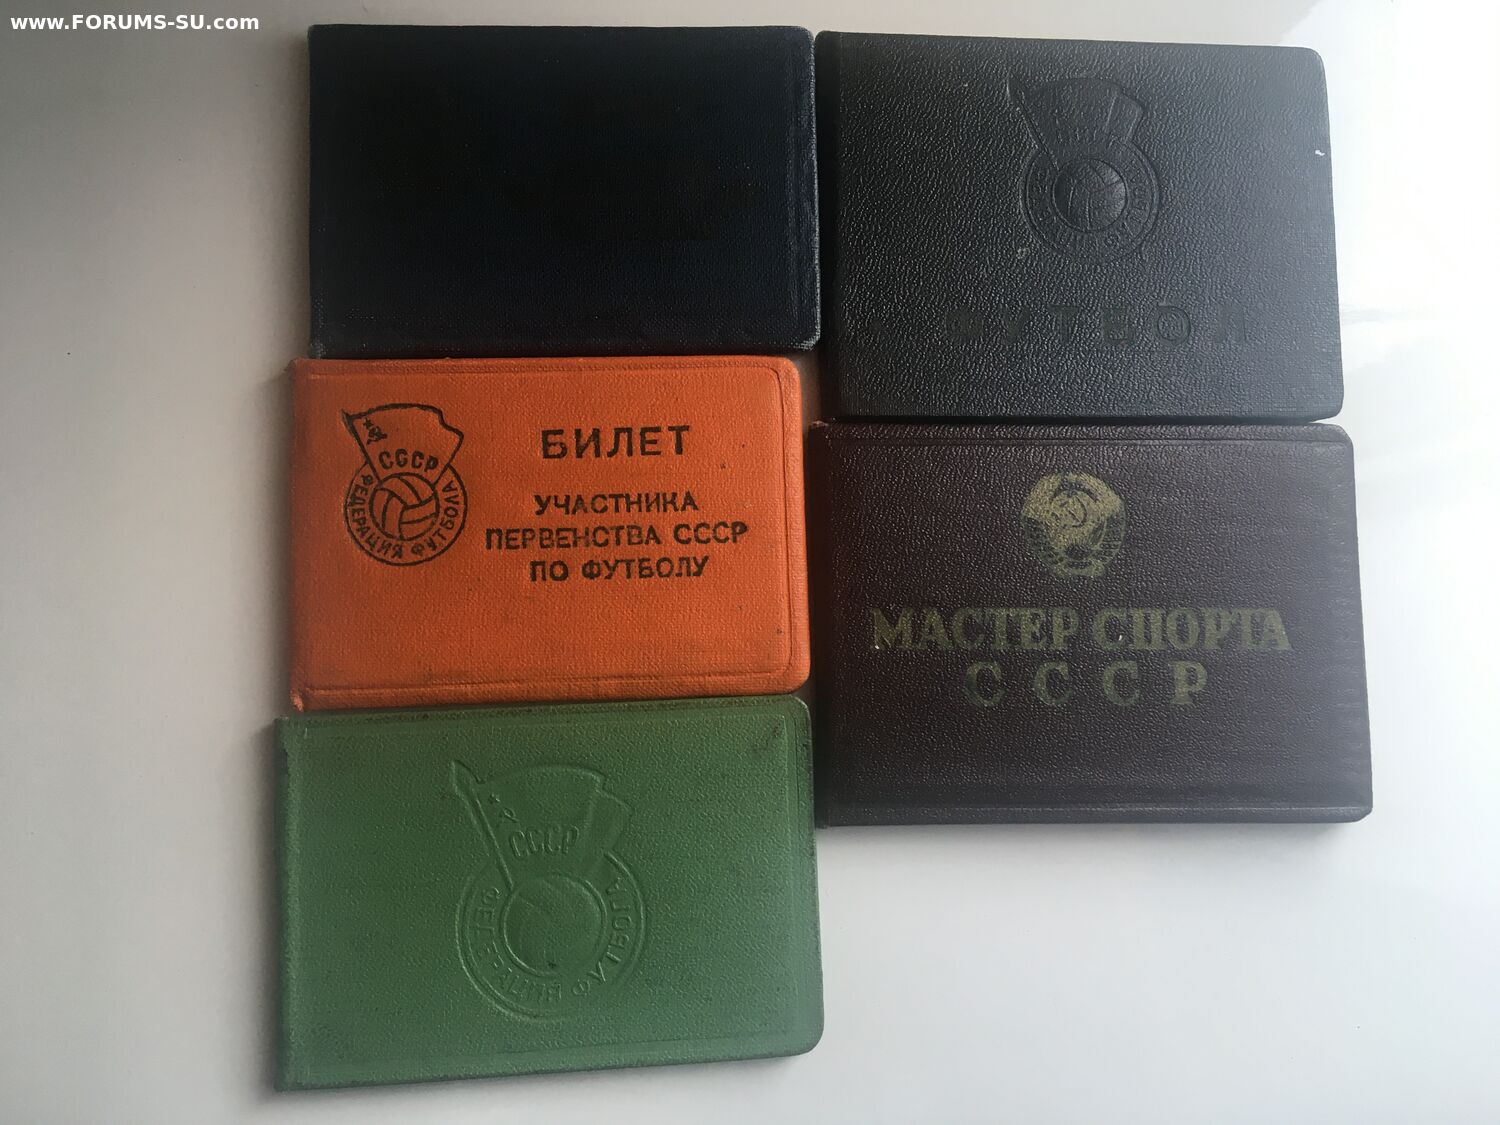 www.FORUMS-SU.com
ФУТБОЛ
СССР
ФЕДЕРАЦИЯ ФУТБОЛА
БИЛЕТ
УЧАСТНИКА
ПЕРВЕНСТВА СССР
ПО ФУТБОЛУ
МАСТЕР СПОРТА
СССР
СССР
ФЕДЕРАЦИЯ ФУТБОЛА